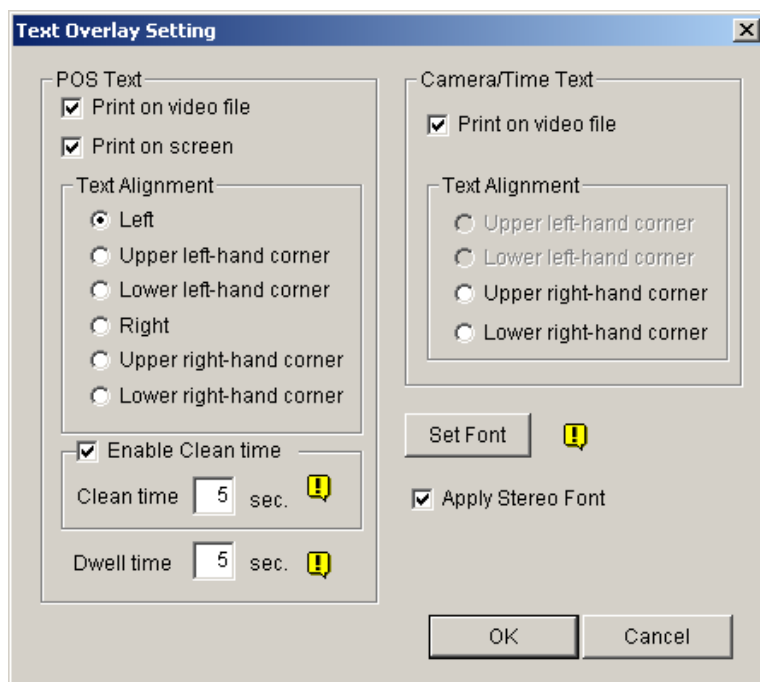 Text Overlay Setting
POS Text
Print on video file
Print on screen
Text Alignment
Left
Upper left-hand corner
Lower left-hand corner
Right
Upper right-hand corner
Lower right-hand corner
Enable Clean time
Clean time 5 sec.
Dwell time 5 sec.
Camera/Time Text
Print on video file
Text Alignment
Upper left-hand corner
Lower left-hand corner
Upper right-hand corner
Lower right-hand corner
Set Font
Apply Stereo Font
OK
Cancel